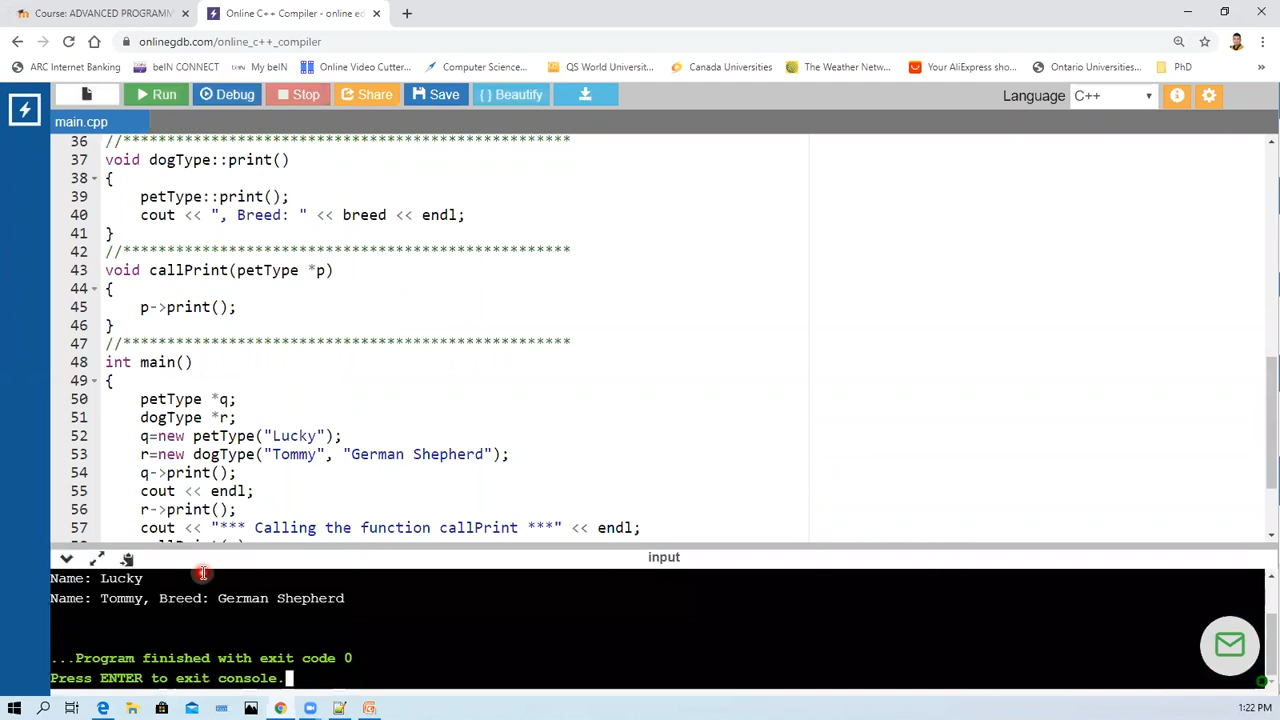 Course: ADVANCED PROGRAMM
Online C++ Compiler - online ed
onlinegdb.com/online_c++_compiler
ARC Internet Banking
beIN CONNECT
My beIN
Online Video Cutter...
Computer Science...
QS World Universit...
Canada Universities
The Weather Netw...
Your AliExpress sho...
Ontario Universities...
PhD
Run
Debug
Stop
Share
Save
{ } Beautify
Language C++
main.cpp
36 //***************************************************
37 void dogType::print()
38 {
39 petType::print();
40 cout << ", Breed: " << breed << endl;
41 }
42 //***************************************************
43 void callPrint(petType *p)
44 {
45 p->print();
46 }
47 //***************************************************
48 int main()
49 {
50 petType *q;
51 dogType *r;
52 q=new petType("Lucky");
53 r=new dogType("Tommy", "German Shepherd");
54 q->print();
55 cout << endl;
56 r->print();
57 cout << "*** Calling the function callPrint ***" << endl;
input
Name: Lucky
Name: Tommy, Breed: German Shepherd
...Program finished with exit code 0
Press ENTER to exit console.
1:22 PM